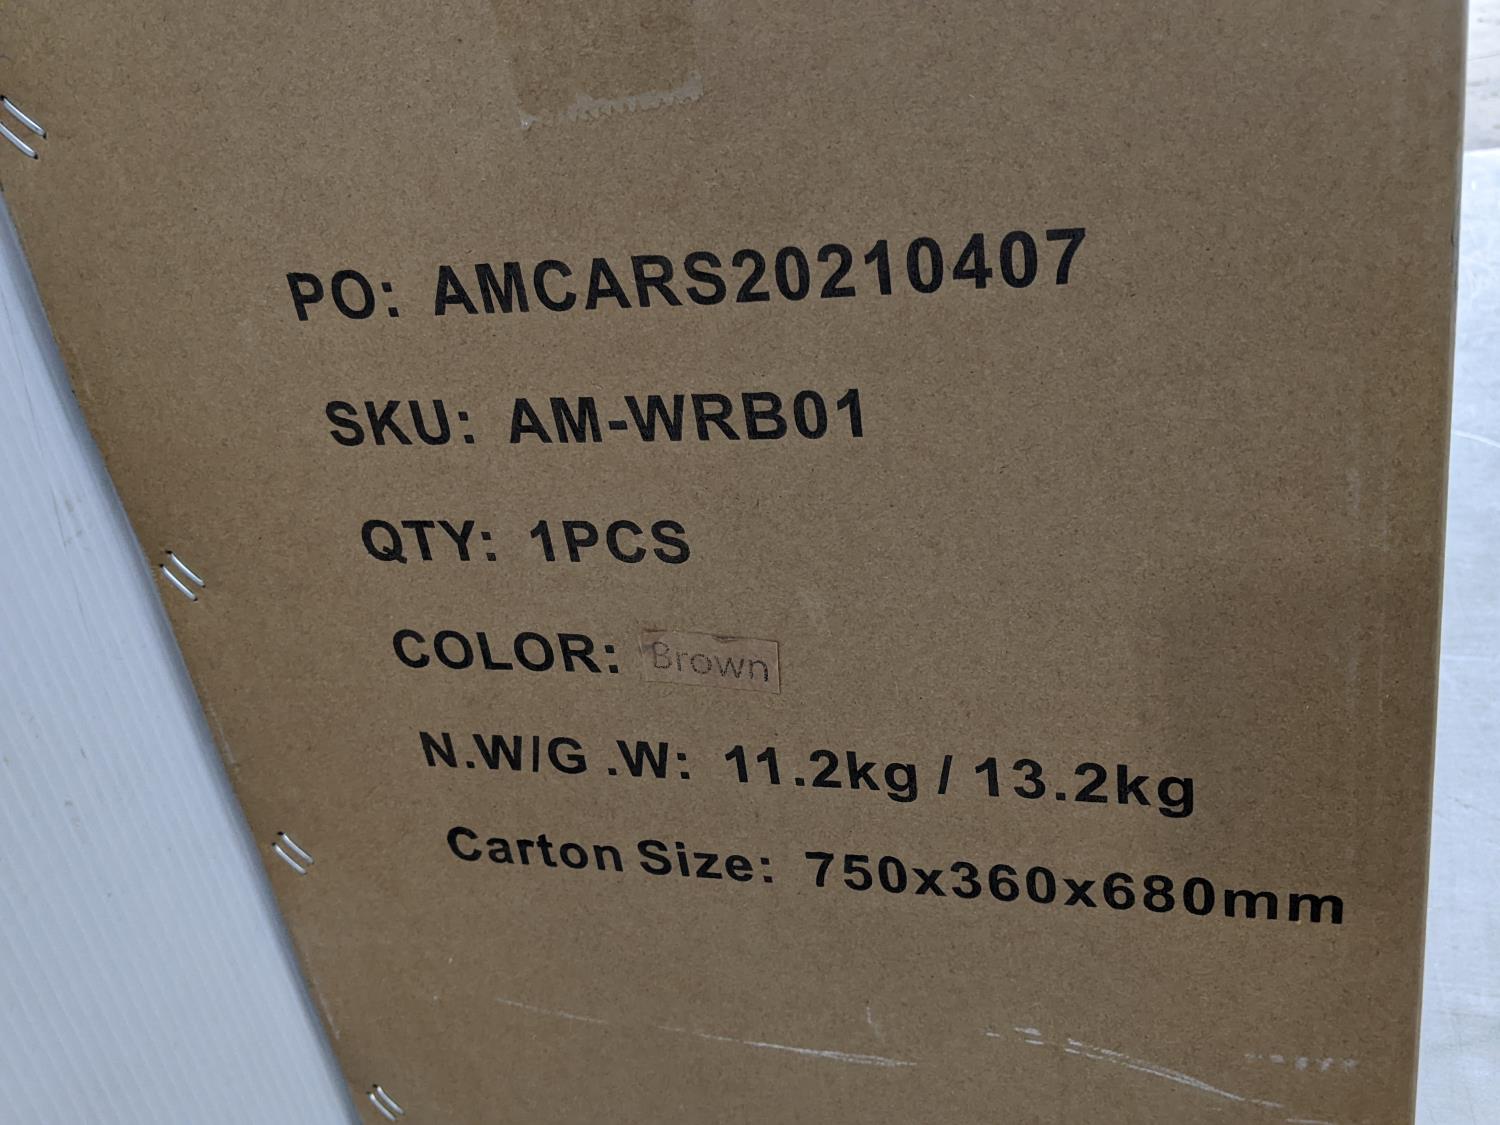 PO: AMCARS20210407
SKU: AM-WRB01
QTY: 1PCS
COLOR: Brown
N.W/G .W: 11.2kg / 13.2kg
Carton Size: 750x360x680mm